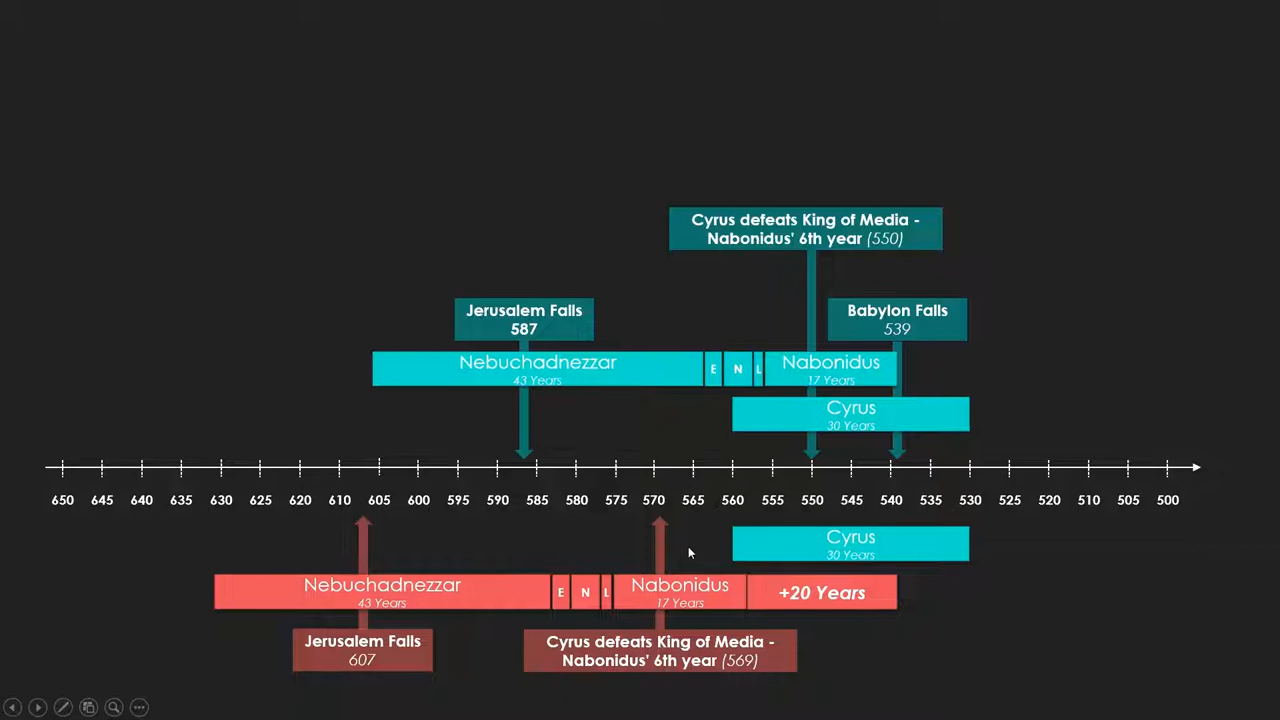 Cyrus defeats King of Media -
Nabonidus' 6th year (550)
Jerusalem Falls
587
Babylon Falls
539
Nebuchadnezzar
43 Years
E
N
L
Nabonidus
17 Years
Cyrus
30 Years
650 645 640 635 630 625 620 610 605 600 595 590 585 580 575 570 565 560 555 550 545 540 535 530 525 520 510 505 500
Cyrus
30 Years
Nebuchadnezzar
43 Years
E
N
L
Nabonidus
17 Years
+20 Years
Jerusalem Falls
607
Cyrus defeats King of Media -
Nabonidus' 6th year (569)